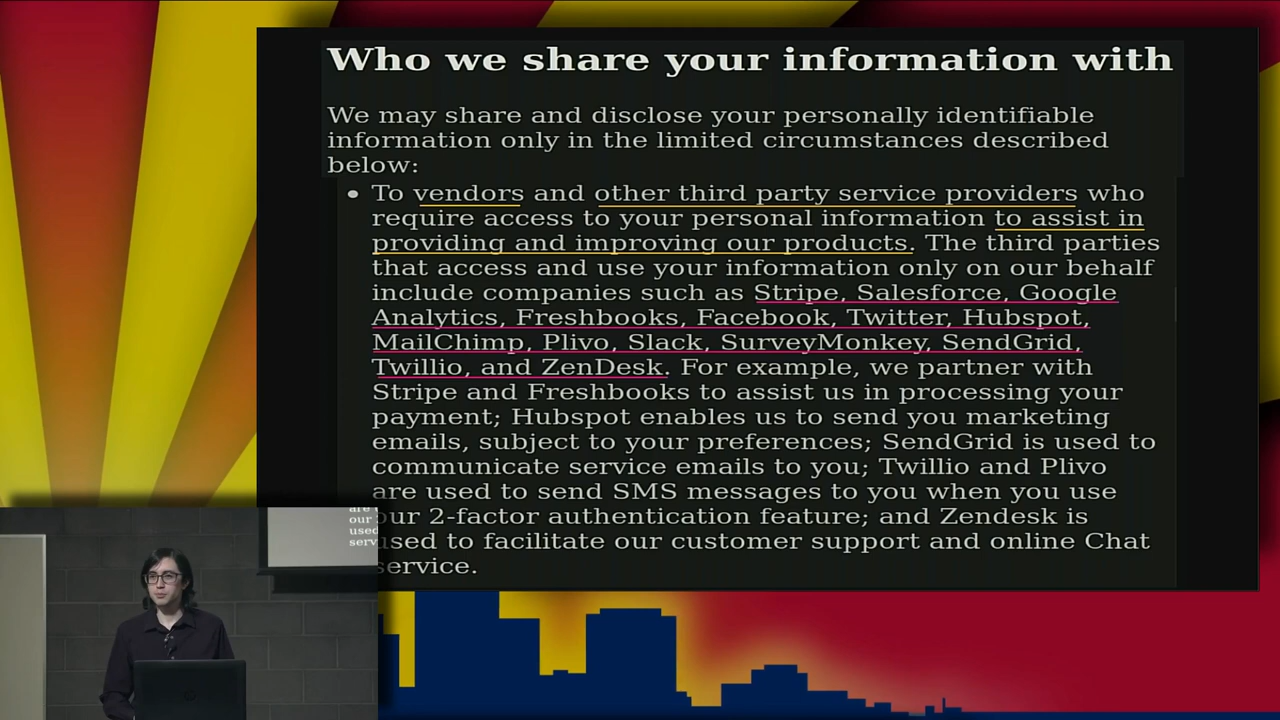 Who we share your information with
We may share and disclose your personally identifiable
information only in the limited circumstances described
below:
• To vendors and other third party service providers who
require access to your personal information to assist in
providing and improving our products. The third parties
that access and use your information only on our behalf
include companies such as Stripe, Salesforce, Google
Analytics, Freshbooks, Facebook, Twitter, Hubspot,
MailChimp, Plivo, Slack, SurveyMonkey, SendGrid,
Twillio, and ZenDesk. For example, we partner with
Stripe and Freshbooks to assist us in processing your
payment; Hubspot enables us to send you marketing
emails, subject to your preferences; SendGrid is used to
communicate service emails to you; Twillio and Plivo
are used to send SMS messages to you when you use
our 2-factor authentication feature; and Zendesk is
used to facilitate our customer support and online Chat
service.